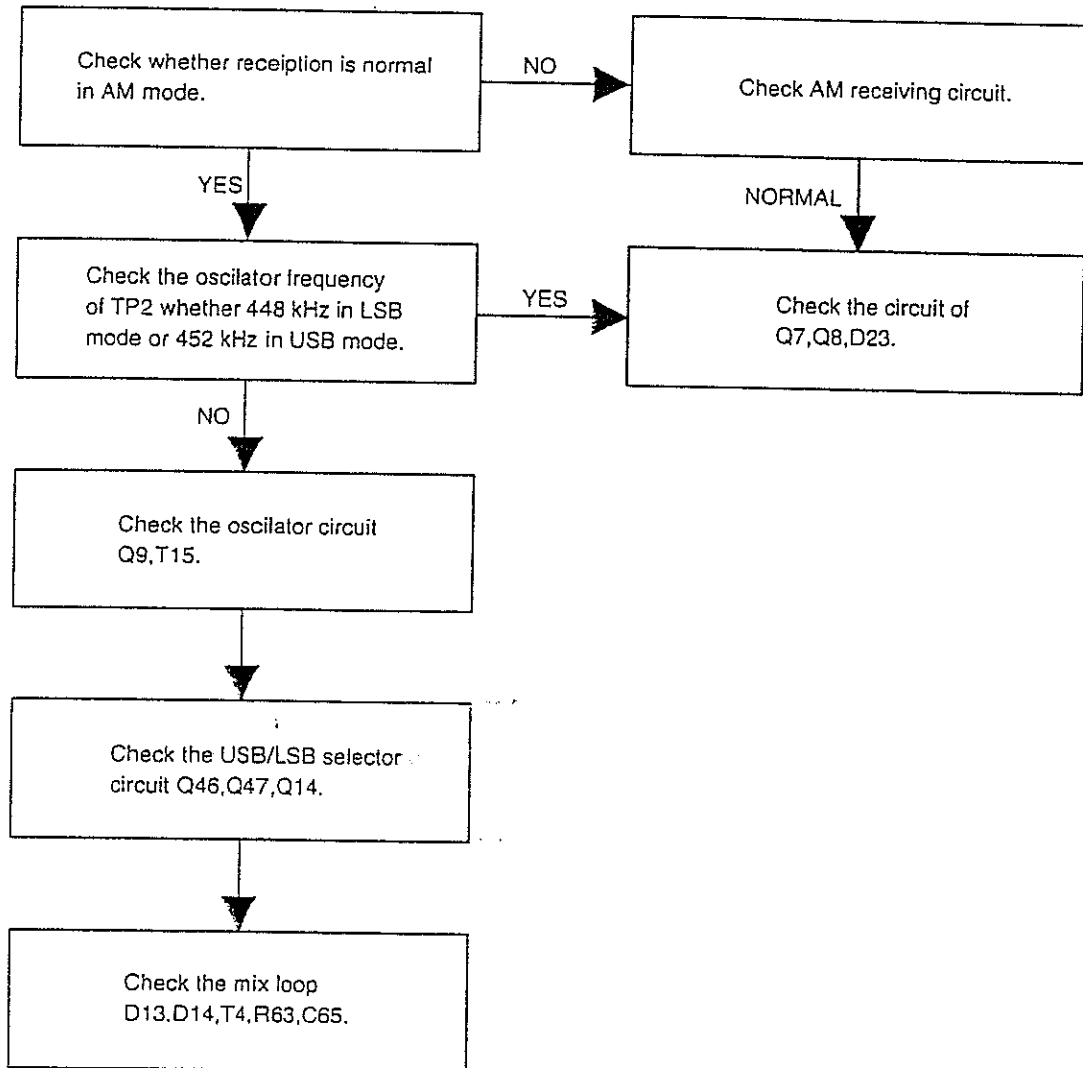 Check whether receiption is normal
in AM mode.
NO
Check AM receiving circuit.
YES
NORMAL
Check the oscilator frequency
of TP2 whether 448 kHz in LSB
mode or 452 kHz in USB mode.
YES
Check the circuit of
Q7,Q8,D23.
NO
Check the oscilator circuit
Q9,T15.
Check the USB/LSB selector
circuit Q46,Q47,Q14.
Check the mix loop
D13,D14,T4,R63,C65.